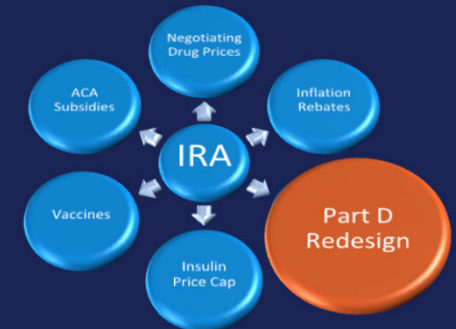 Negotiating
Drug Prices
ACA
Subsidies
Inflation
Rebates
IRA
Vaccines
Part D
Redesign
Insulin
Price Cap